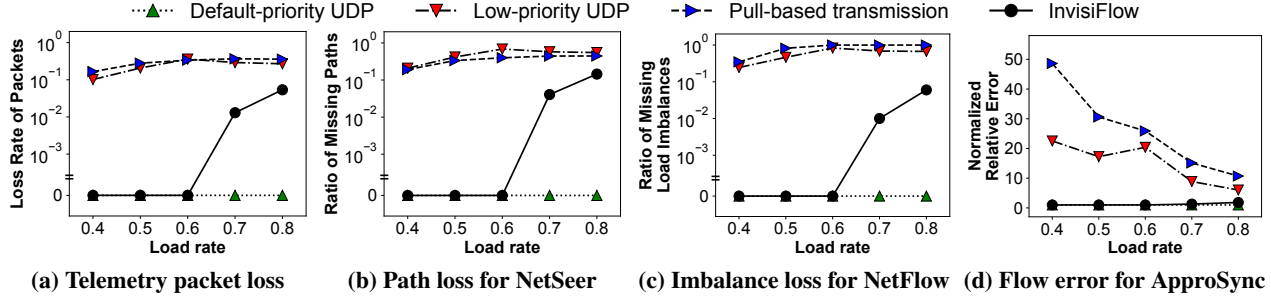 Default-priority UDP Low-priority UDP Pull-based transmission InvisiFlow
Loss Rate of Packets
10⁰
10⁻¹
10⁻²
10⁻³
0
0.4 0.5 0.6 0.7 0.8
Load rate
(a) Telemetry packet loss
Ratio of Missing Paths
10⁰
10⁻¹
10⁻²
10⁻³
0
0.4 0.5 0.6 0.7 0.8
Load rate
(b) Path loss for NetSeer
Ratio of Missing
Load Imbalances
10⁰
10⁻¹
10⁻²
10⁻³
0
0.4 0.5 0.6 0.7 0.8
Load rate
(c) Imbalance loss for NetFlow
Normalized
Relative Error
50
40
30
20
10
0
0.4 0.5 0.6 0.7 0.8
Load rate
(d) Flow error for ApproSync